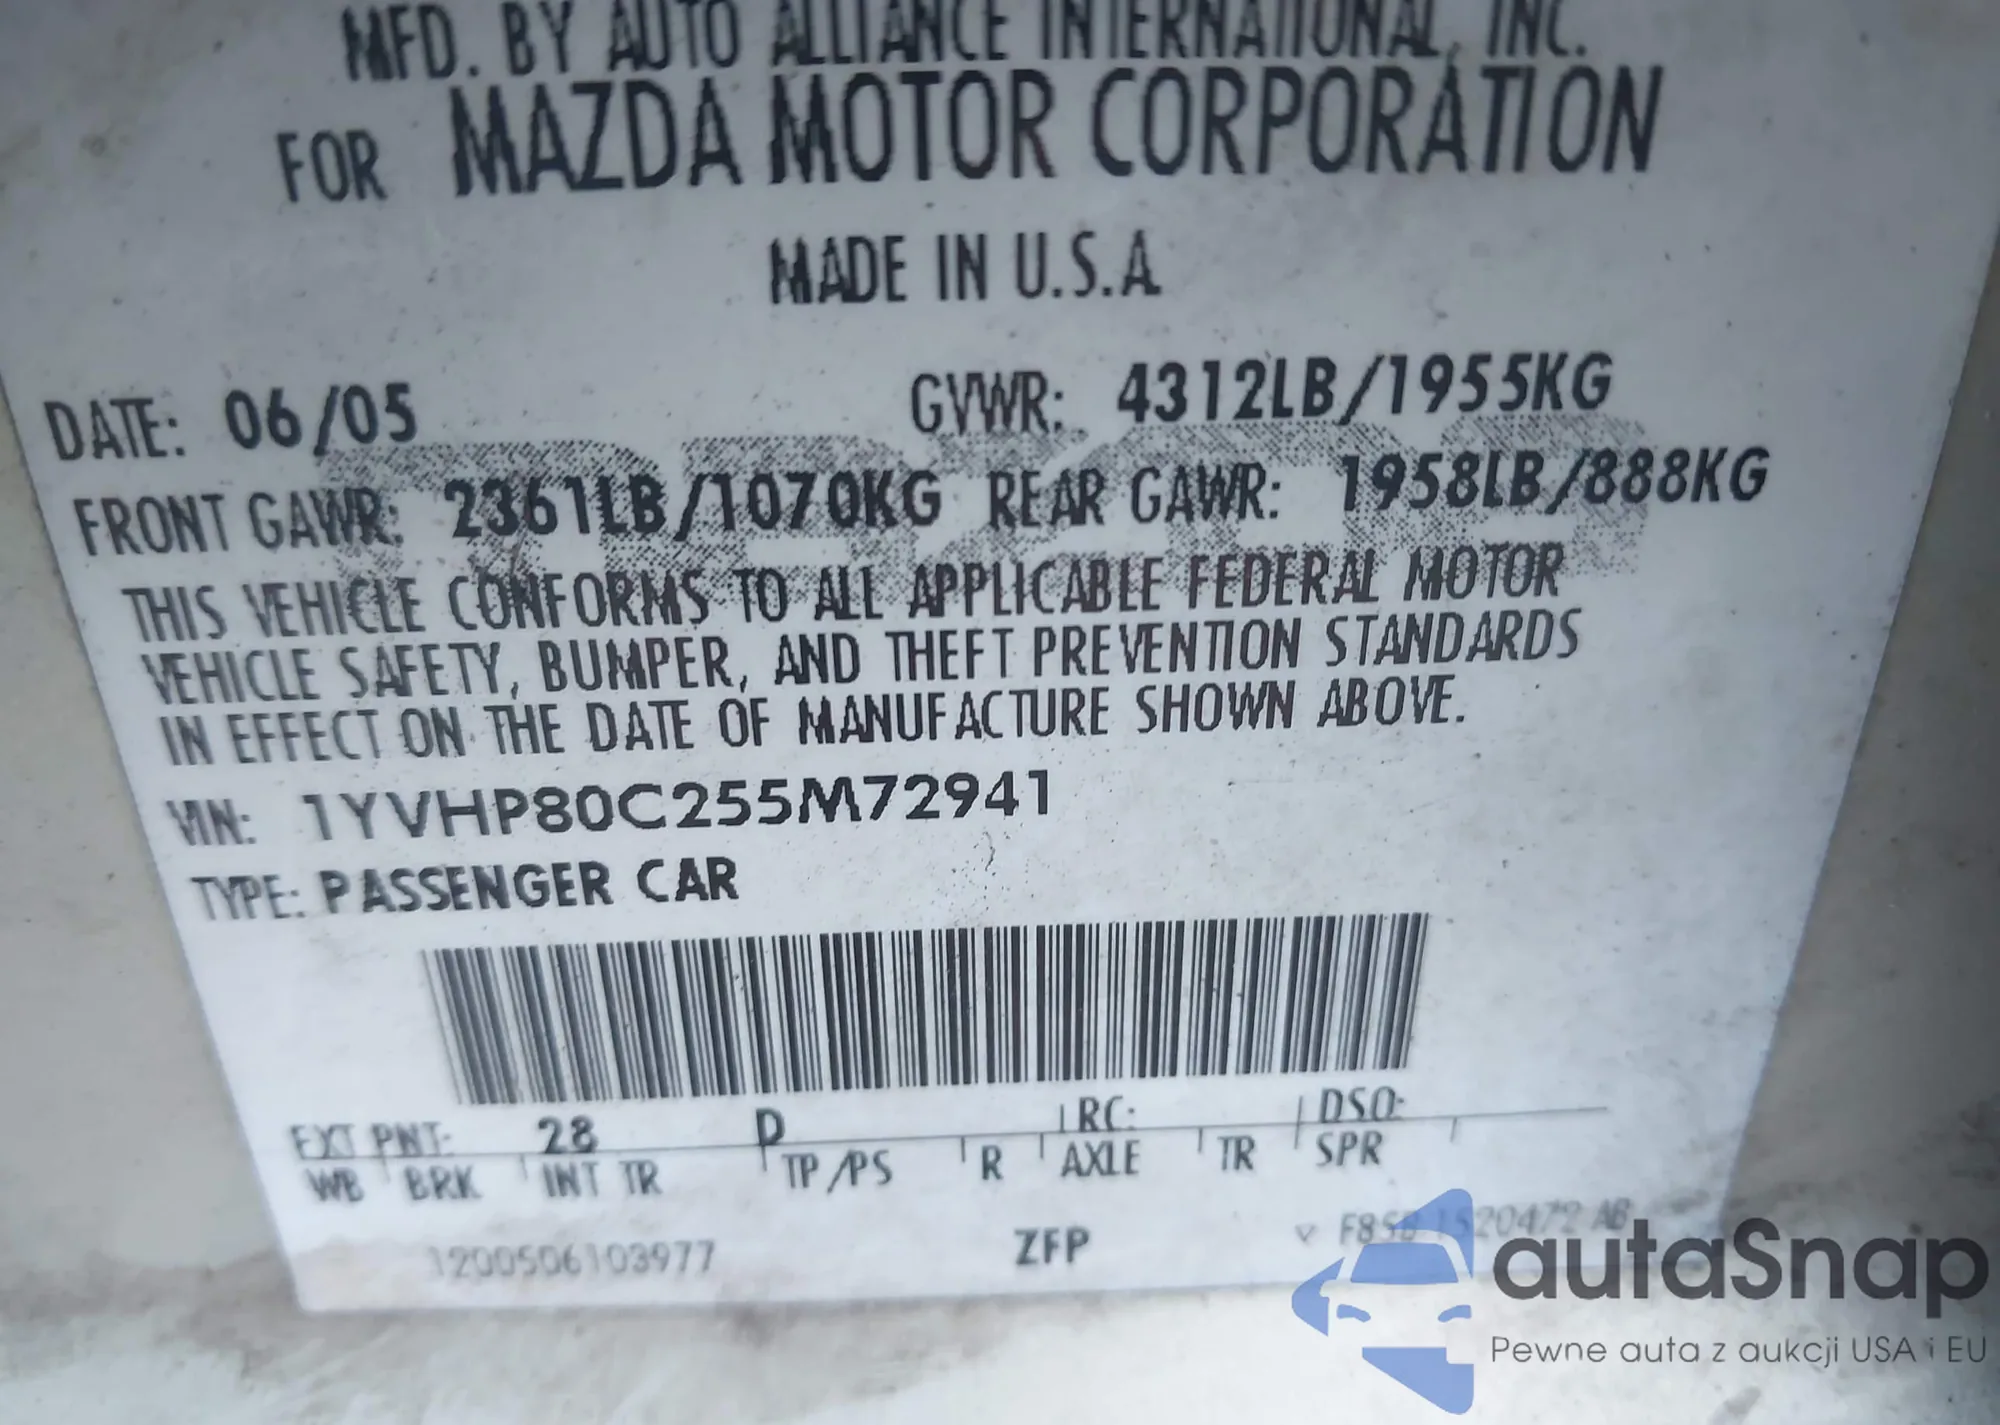 MFD. BY AUTO ALLIANCE INTERNATIONAL, INC.
FOR MAZDA MOTOR CORPORATION
MADE IN U.S.A.
DATE: 06/05 GVWR: 4312LB/1955KG
FRONT GAWR: 2361LB/1070KG REAR GAWR: 1958LB/888KG
THIS VEHICLE CONFORMS TO ALL APPLICABLE FEDERAL MOTOR
VEHICLE SAFETY, BUMPER, AND THEFT PREVENTION STANDARDS
IN EFFECT ON THE DATE OF MANUFACTURE SHOWN ABOVE.
VIN: 1YVHP80C255M72941
TYPE: PASSENGER CAR
EXT PNT: 28 P RC: DSO:
WB BRK INT TR TP/PS R AXLE TR SPR
1200506103977 ZFP
autaSnap
Pewne auta z aukcji USA i EU